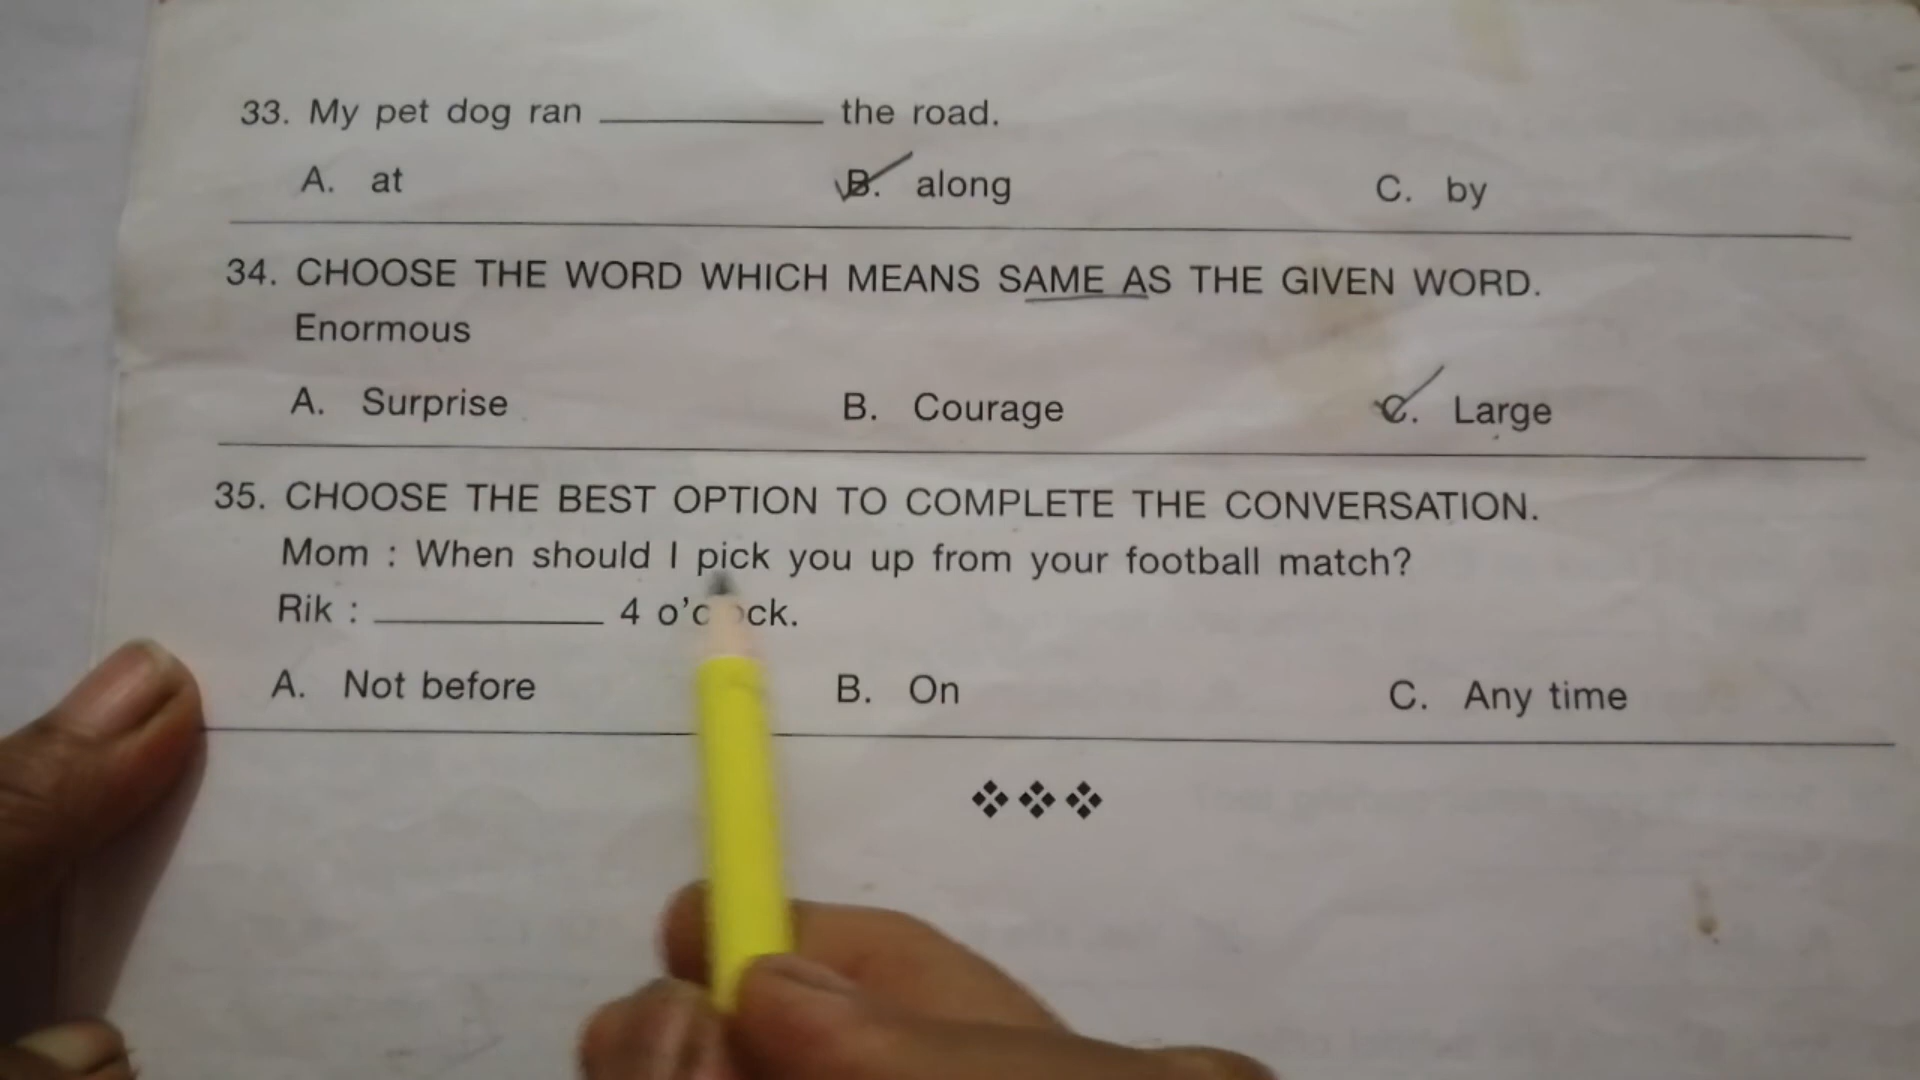 33. My pet dog ran __________ the road.
A. at B. along C. by
34. CHOOSE THE WORD WHICH MEANS SAME AS THE GIVEN WORD.
Enormous
A. Surprise B. Courage C. Large
35. CHOOSE THE BEST OPTION TO COMPLETE THE CONVERSATION.
Mom : When should I pick you up from your football match?
Rik : __________ 4 o'clock.
A. Not before B. On C. Any time